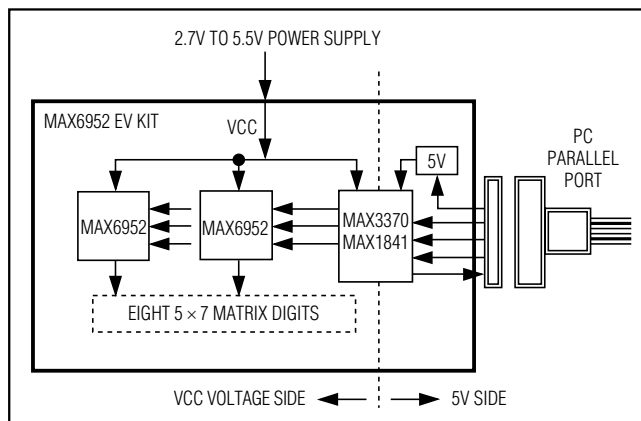 2.7V TO 5.5V POWER SUPPLY
MAX6952 EV KIT
VCC
5V
PC
PARALLEL
PORT
MAX6952
MAX6952
MAX3370
MAX1841
EIGHT 5 × 7 MATRIX DIGITS
VCC VOLTAGE SIDE
5V SIDE